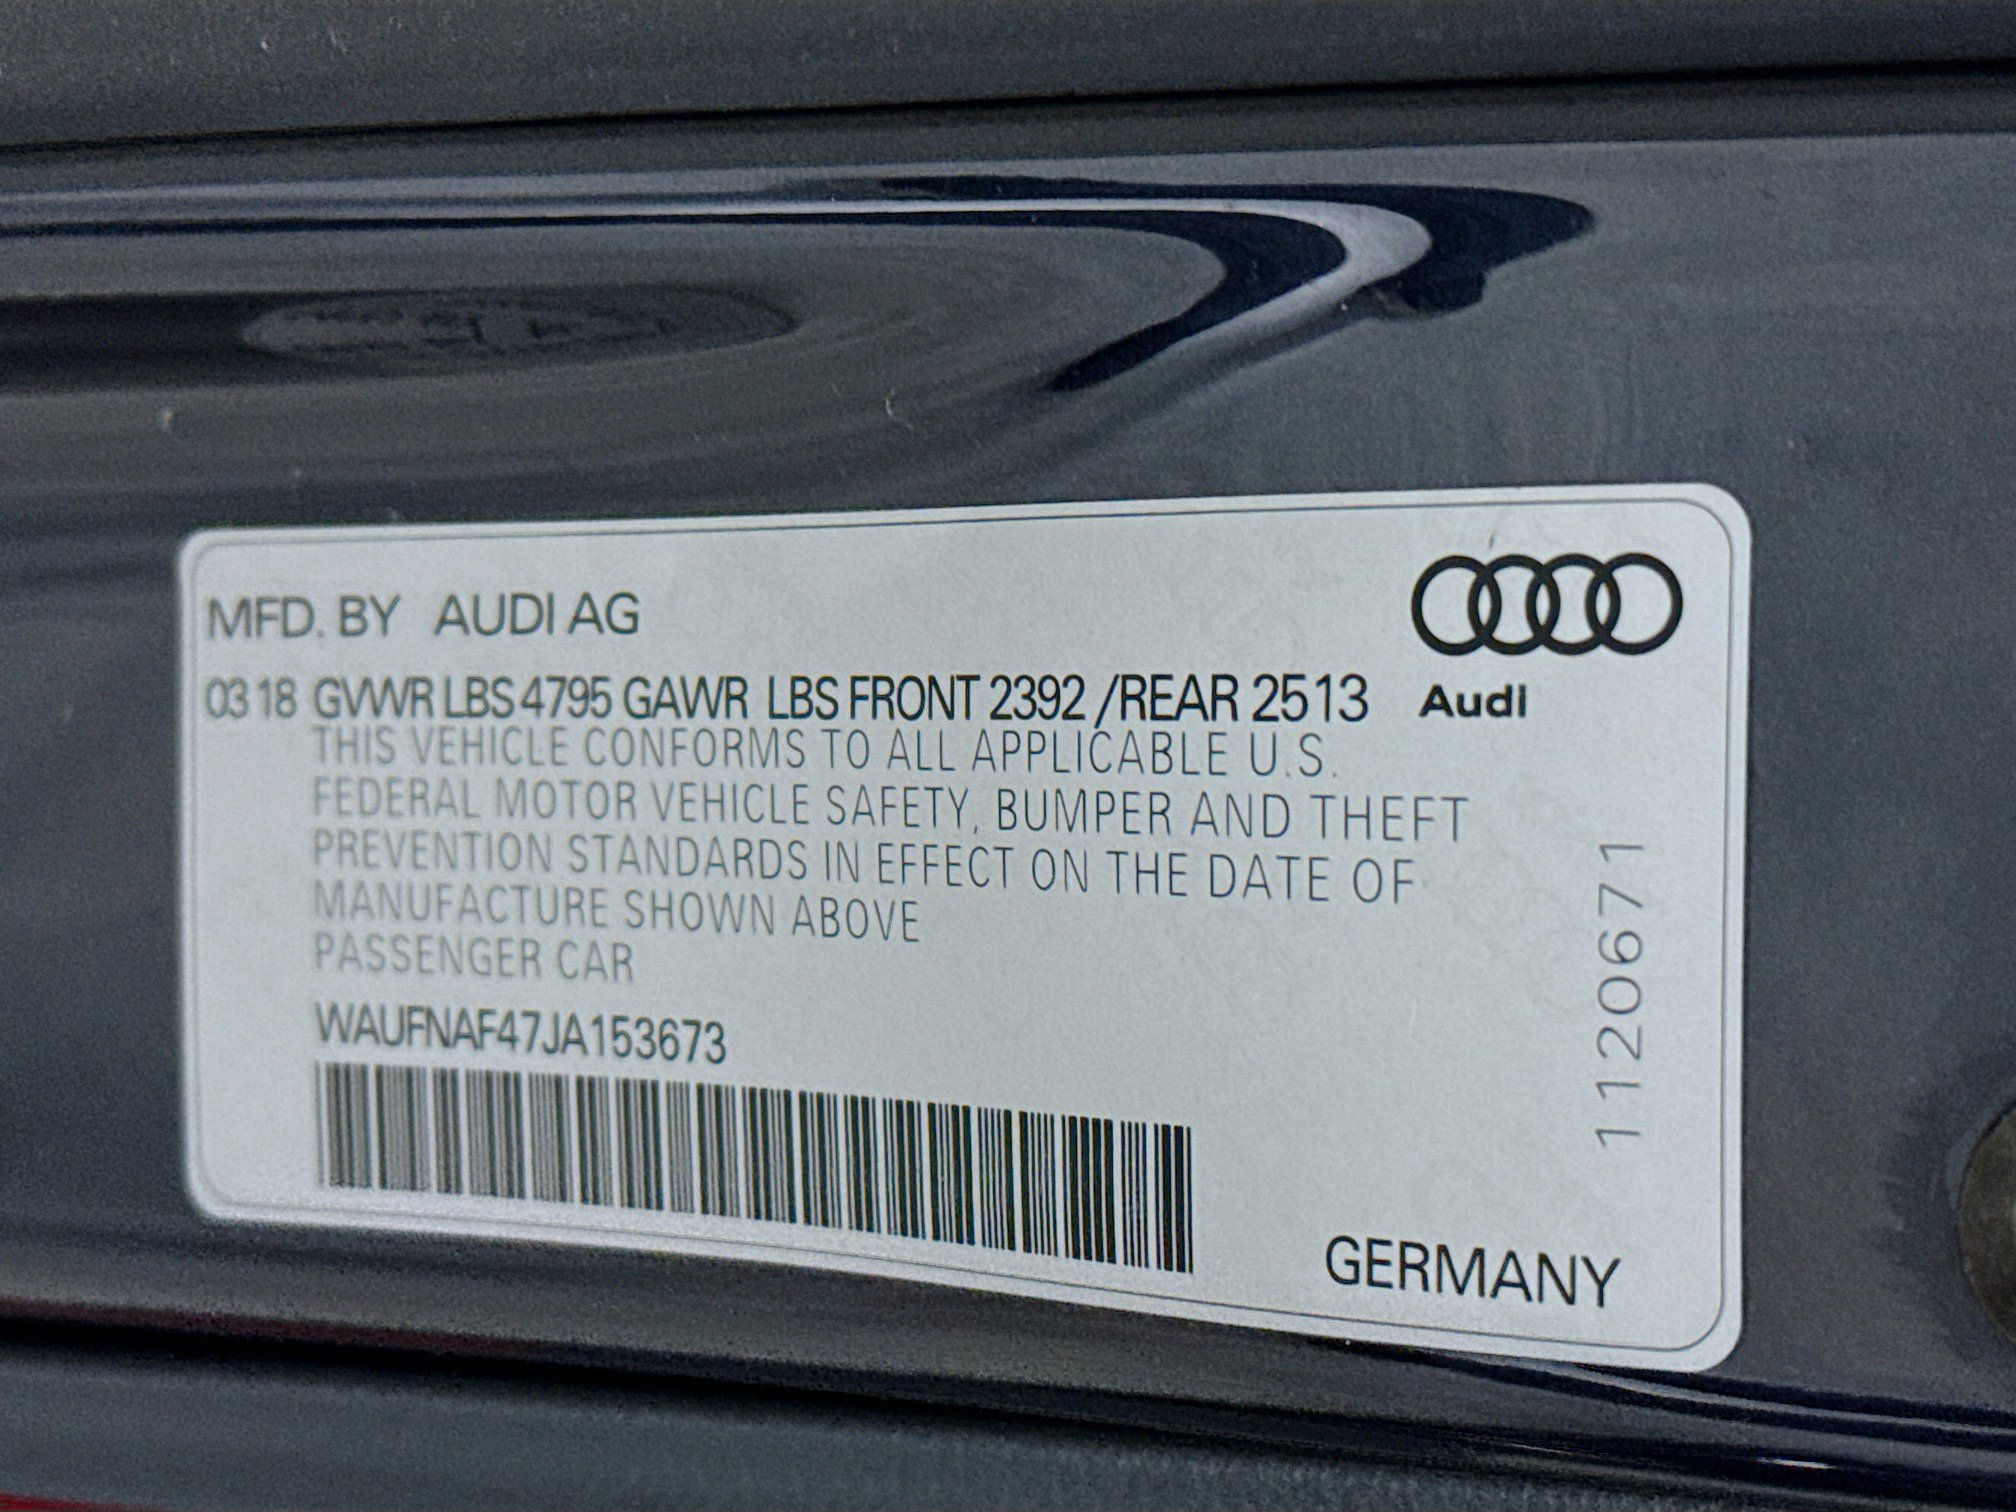 MFD. BY AUDI AG
03 18 GVWR LBS 4795 GAWR LBS FRONT 2392 /REAR 2513
Audi
THIS VEHICLE CONFORMS TO ALL APPLICABLE U.S.
FEDERAL MOTOR VEHICLE SAFETY, BUMPER AND THEFT
PREVENTION STANDARDS IN EFFECT ON THE DATE OF
MANUFACTURE SHOWN ABOVE
PASSENGER CAR
WAUFNAF47JA153673
1120671
GERMANY